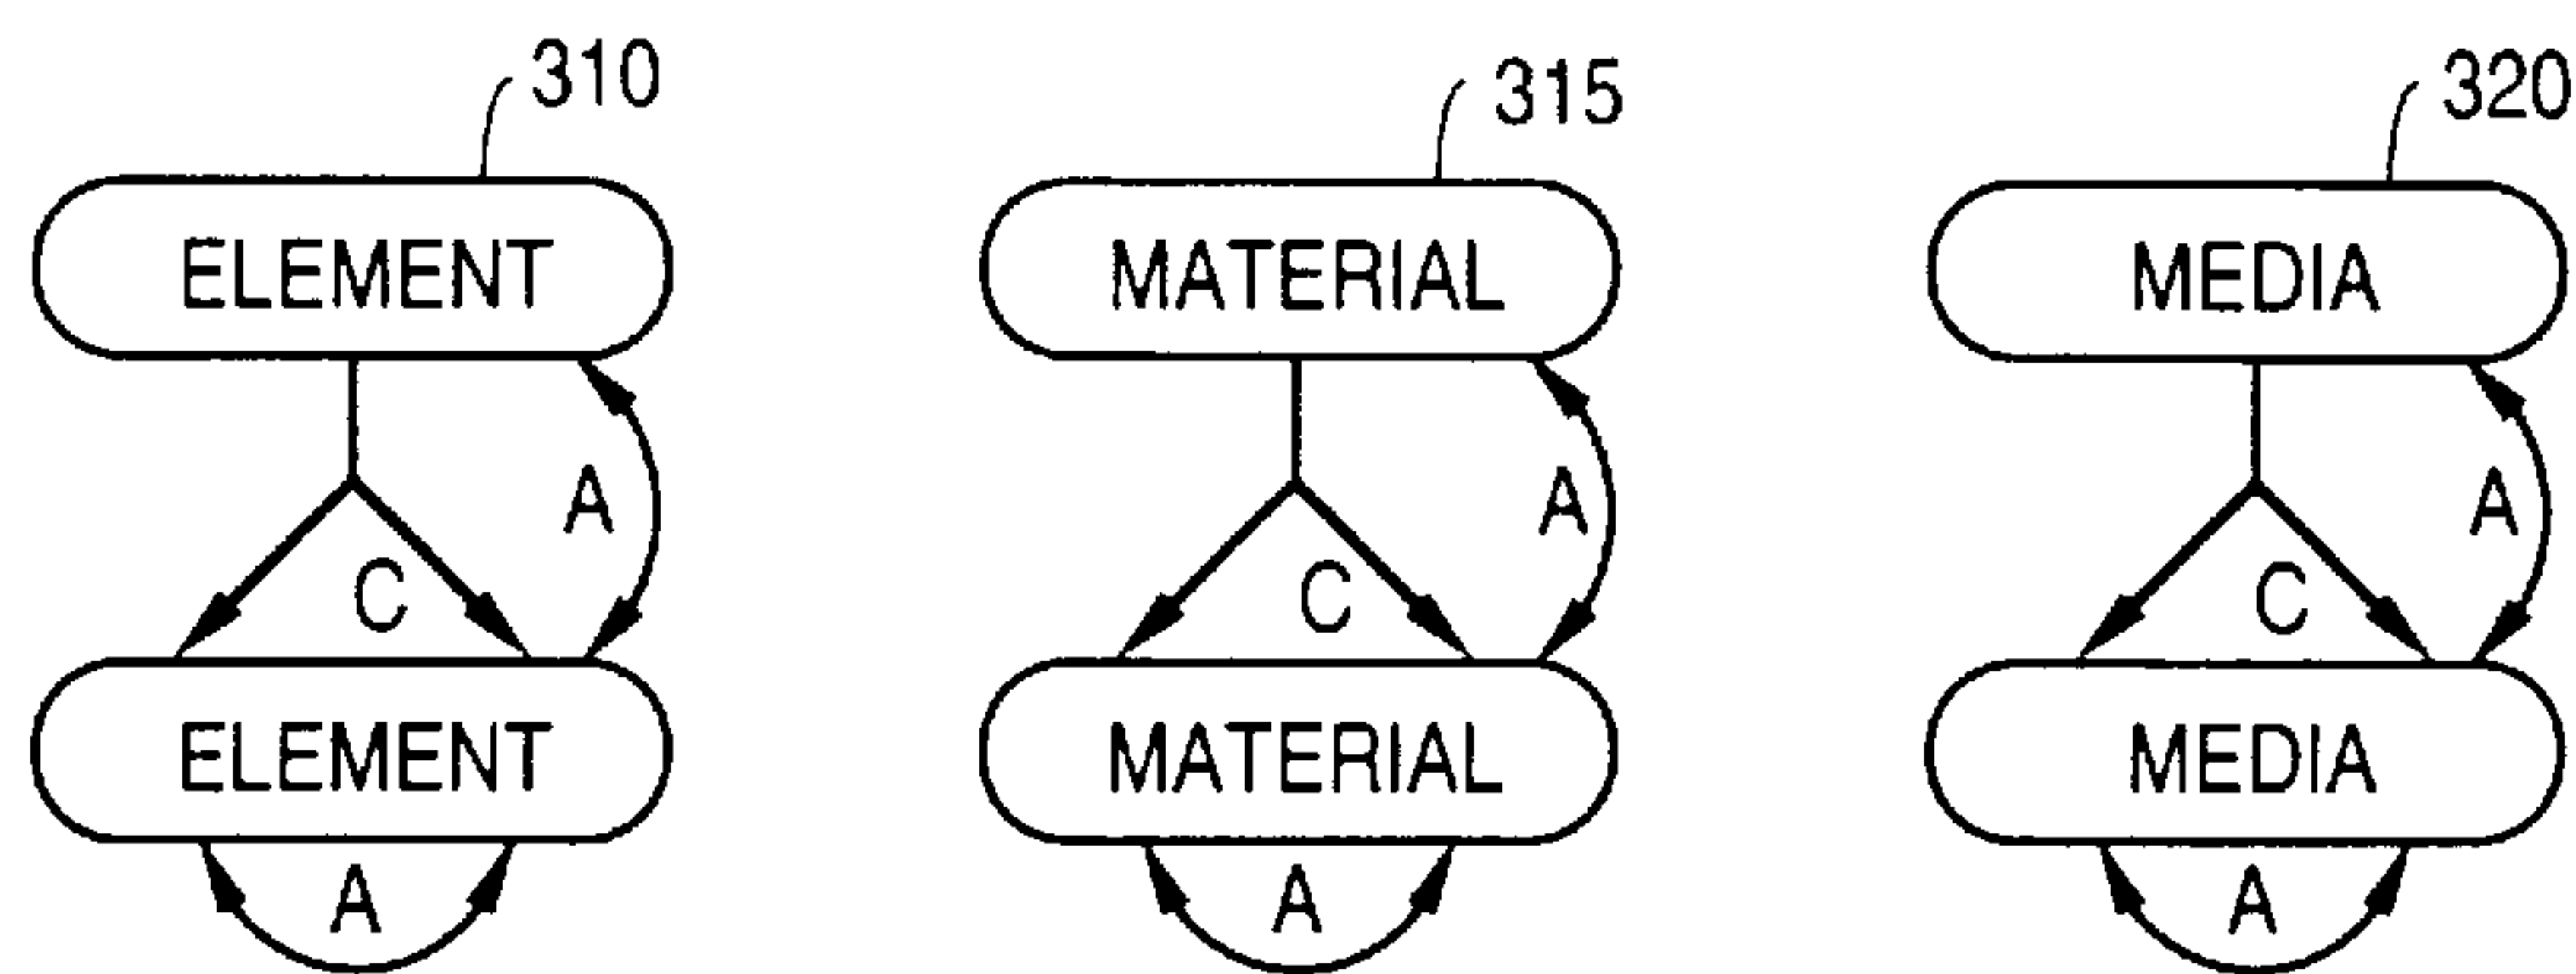 310 315 320
ELEMENT MATERIAL MEDIA
A A A
C C C
ELEMENT MATERIAL MEDIA
A A A